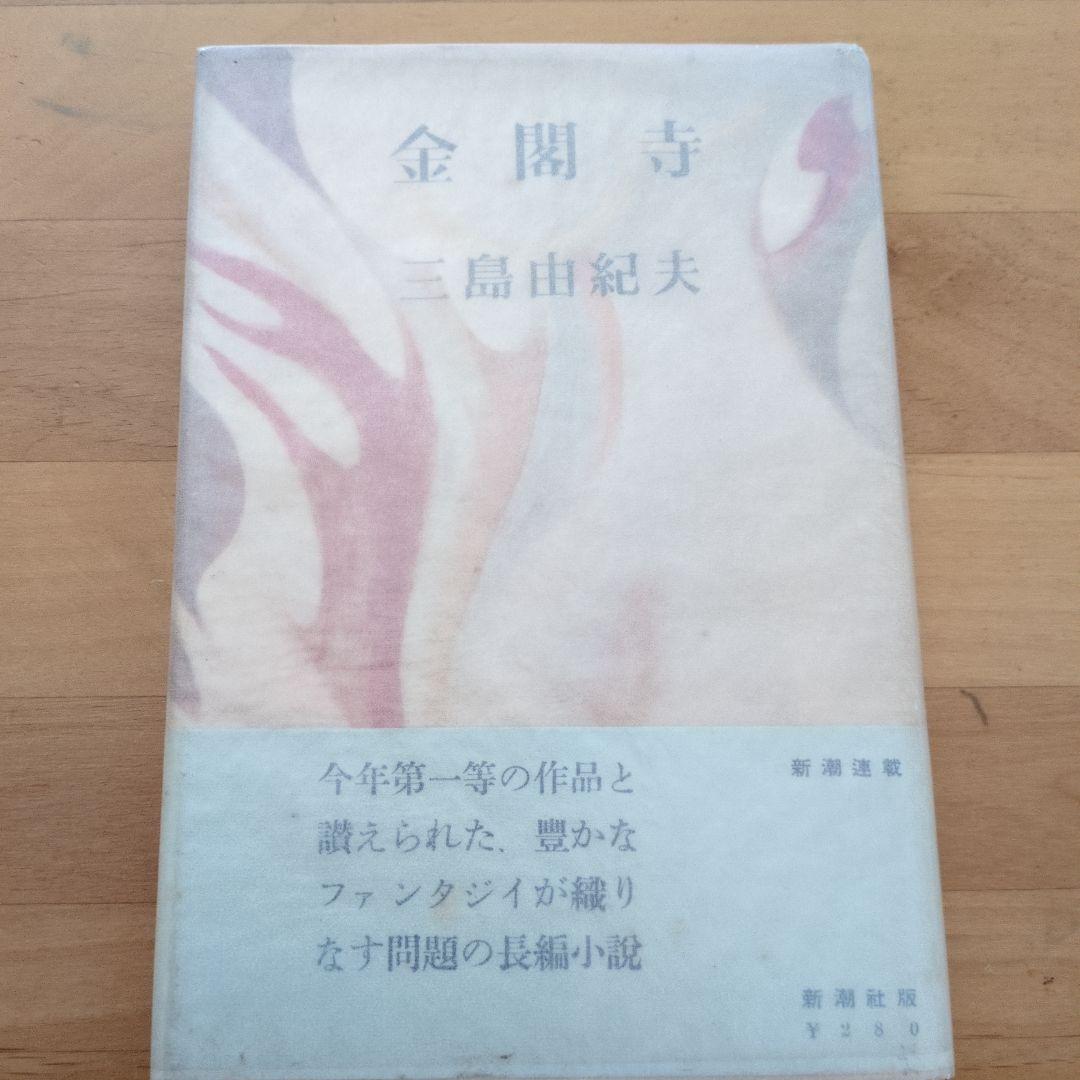 金閣寺
三島由紀夫
今年第一等の作品と
讃えられた、豊かな
ファンタジイが織り
なす問題の長編小説
新潮連載
新潮社版
¥280